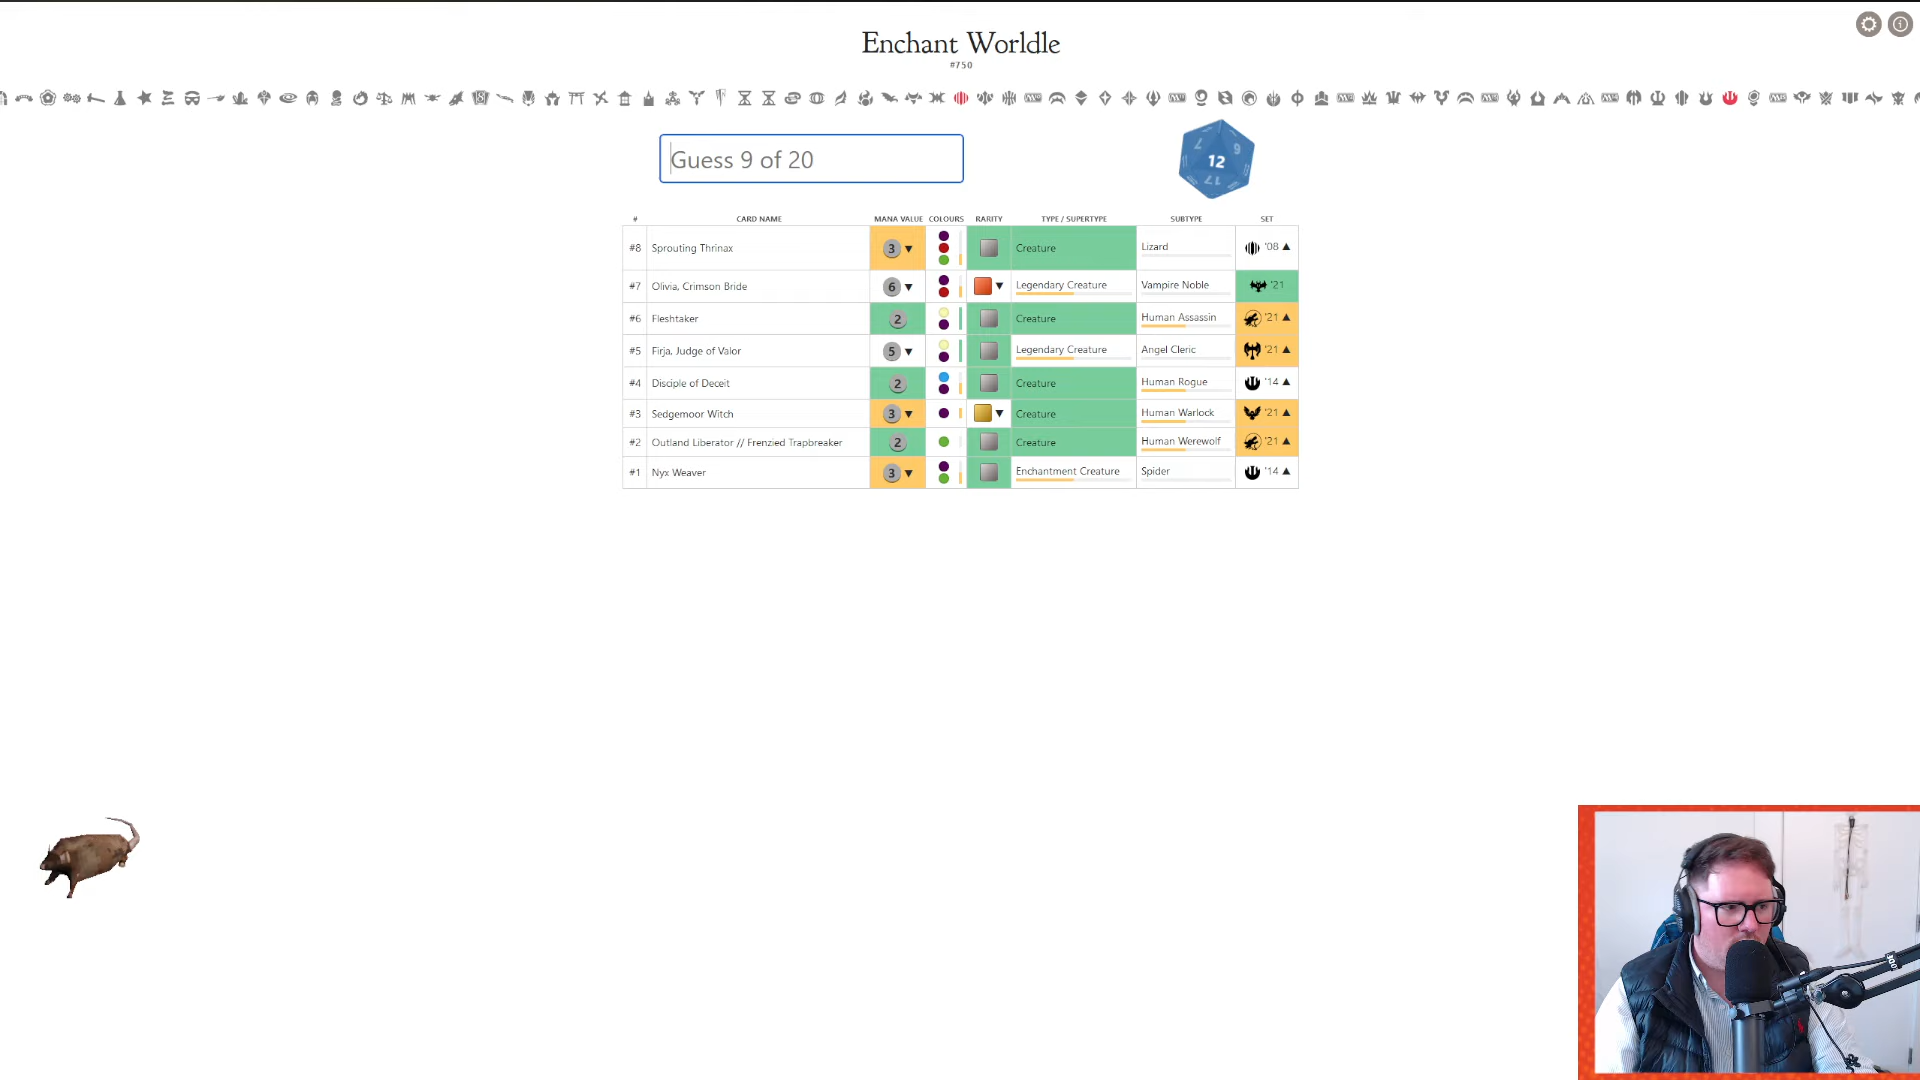 Enchant Worldle
#750
Guess 9 of 20
12
7
9
17
# CARD NAME MANA VALUE COLOURS RARITY TYPE / SUPERTYPE SUBTYPE SET
#8 Sprouting Thrinax 3 ▼ Creature Lizard '08 ▲
#7 Olivia, Crimson Bride 6 ▼ ▼ Legendary Creature Vampire Noble '21
#6 Fleshtaker 2 Creature Human Assassin '21 ▲
#5 Firja, Judge of Valor 5 ▼ Legendary Creature Angel Cleric '21 ▲
#4 Disciple of Deceit 2 Creature Human Rogue '14 ▲
#3 Sedgemoor Witch 3 ▼ ▼ Creature Human Warlock '21 ▲
#2 Outland Liberator // Frenzied Trapbreaker 2 Creature Human Werewolf '21 ▲
#1 Nyx Weaver 3 ▼ Enchantment Creature Spider '14 ▲